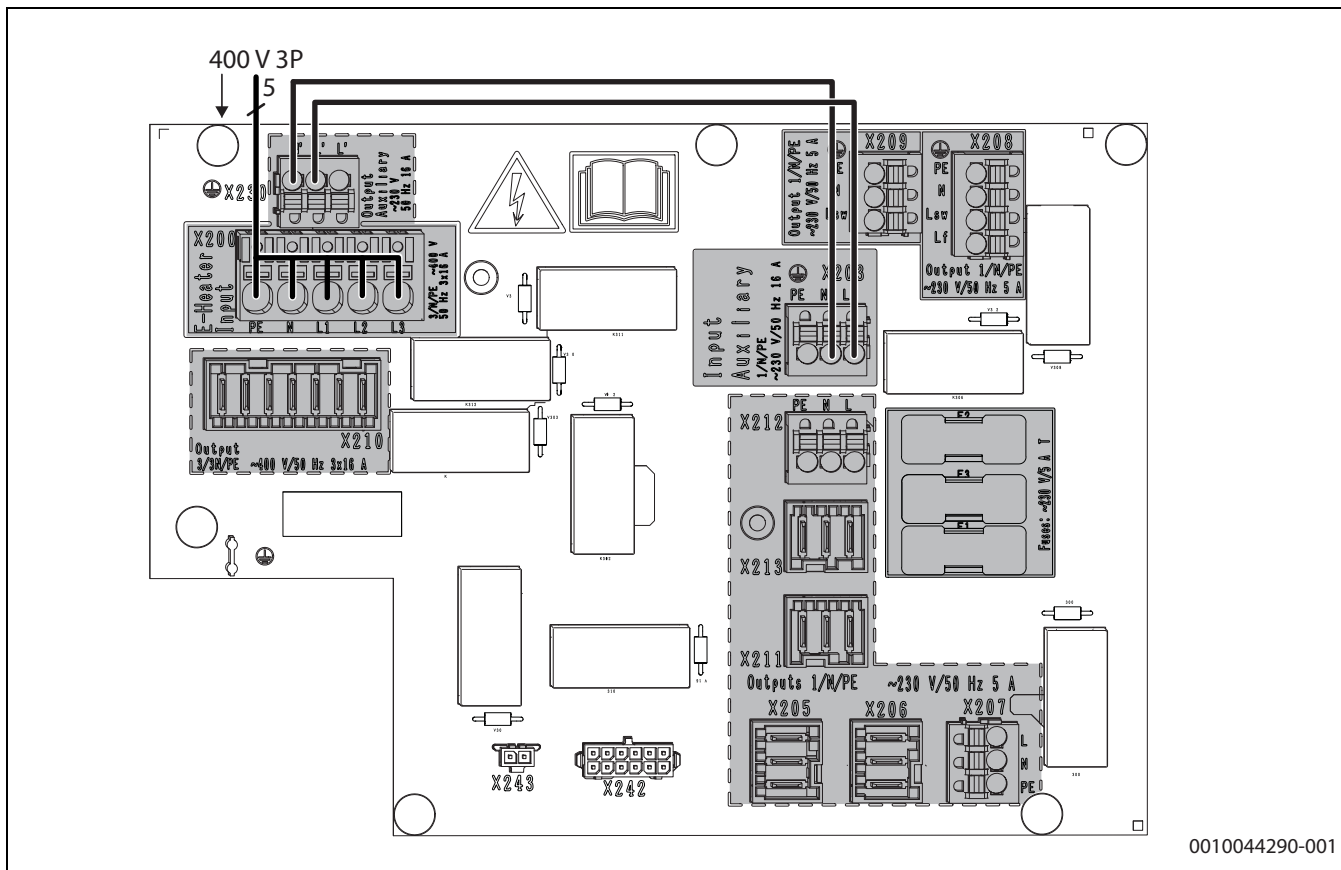 400 V 3P
5
L'
X230
Output
Auxiliary
~230 V
50 Hz 16 A
X200
E-Heater
Input
PE N L1 L2 L3
3/N/PE ~400 V
50 Hz 3x16 A
X210
Output
3/3N/PE ~400 V/50 Hz 3x16 A
X209
Output 1/N/PE
~230 V/50 Hz 5 A
X208
PE
N
Lsw
Lf
Output 1/N/PE
~230 V/50 Hz 5 A
Input
Auxiliary
1/N/PE
~230 V/50 Hz 16 A
X203
PE N L
K311
K312
X212
PE N L
X213
X211
Outputs 1/N/PE ~230 V/50 Hz 5 A
X205
X206
X207
L
N
PE
F2
F3
F1
Fuses: ~230 V/5 A T
X243
X242
0010044290-001